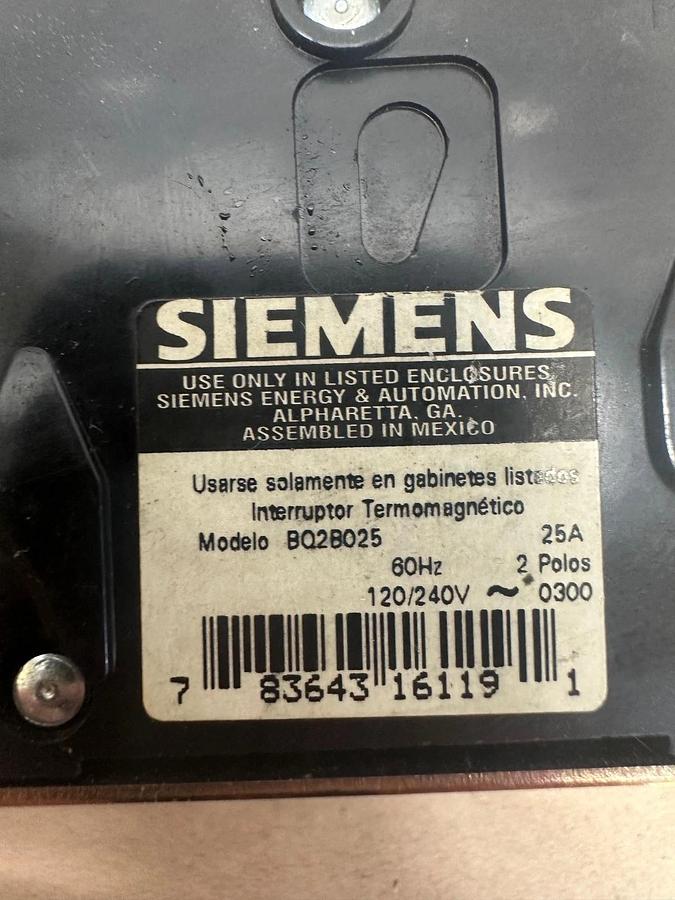 SIEMENS
USE ONLY IN LISTED ENCLOSURES
SIEMENS ENERGY & AUTOMATION, INC.
ALPHARETTA, GA.
ASSEMBLED IN MEXICO
Usarse solamente en gabinetes listados
Interruptor Termomagnético
Modelo BQ2B025 25A
60Hz 2 Polos
120/240V ~ 0300
7 83643 16119 1